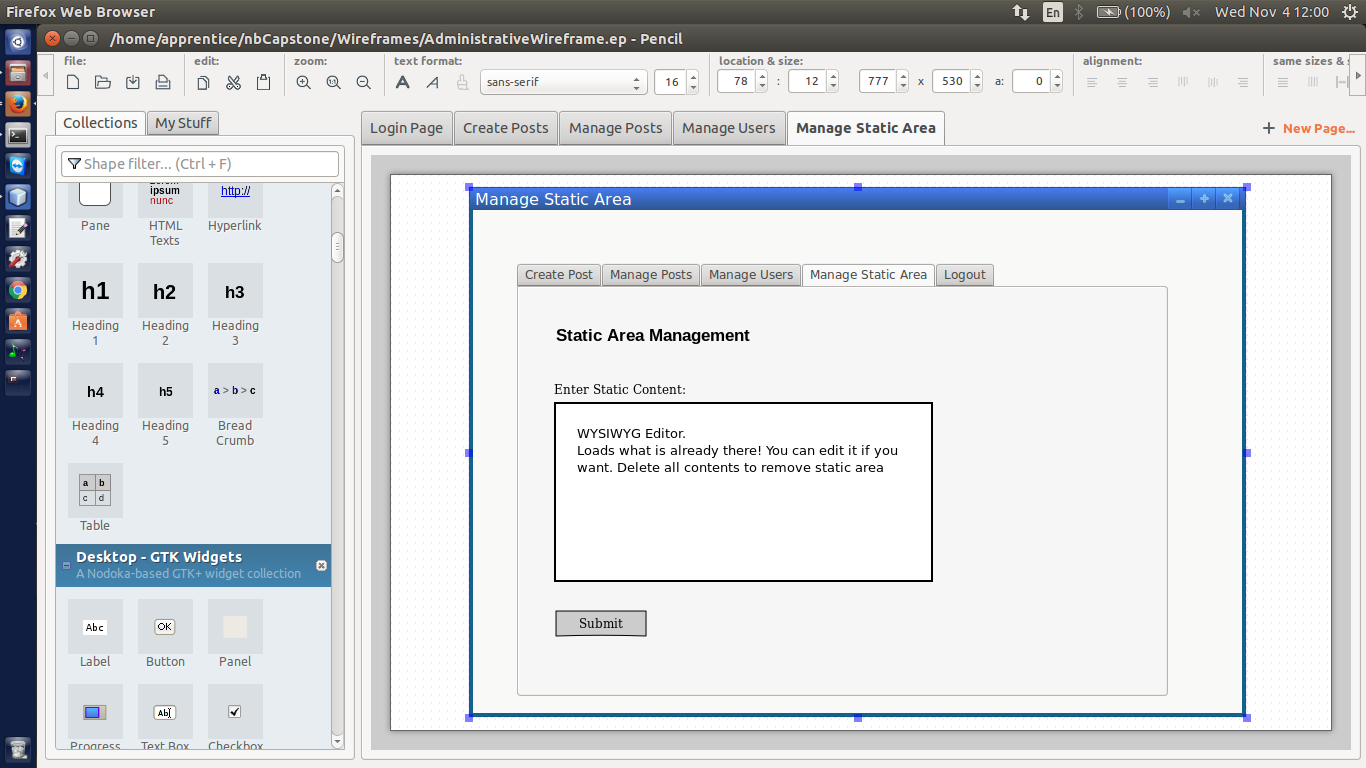 Firefox Web Browser
En
(100%)
Wed Nov 4 12:00
/home/apprentice/nbCapstone/Wireframes/AdministrativeWireframe.ep - Pencil
file:
edit:
zoom:
text format:
location & size:
alignment:
same sizes &
sans-serif
16
78 : 12
777 x 530
a: 0
Collections
My Stuff
Shape filter... (Ctrl + F)
ipsum
nunc
http://
Pane
HTML
Texts
Hyperlink
h1
h2
h3
Heading
1
Heading
2
Heading
3
h4
h5
a > b > c
Heading
4
Heading
5
Bread
Crumb
a b
c d
Table
Desktop - GTK Widgets
A Nodoka-based GTK+ widget collection
Abc
OK
Label
Button
Panel
Abc
Progress
Text Box
Checkbox
Login Page
Create Posts
Manage Posts
Manage Users
Manage Static Area
New Page...
Manage Static Area
Create Post
Manage Posts
Manage Users
Manage Static Area
Logout
Static Area Management
Enter Static Content:
WYSIWYG Editor.
Loads what is already there! You can edit it if you
want. Delete all contents to remove static area
Submit